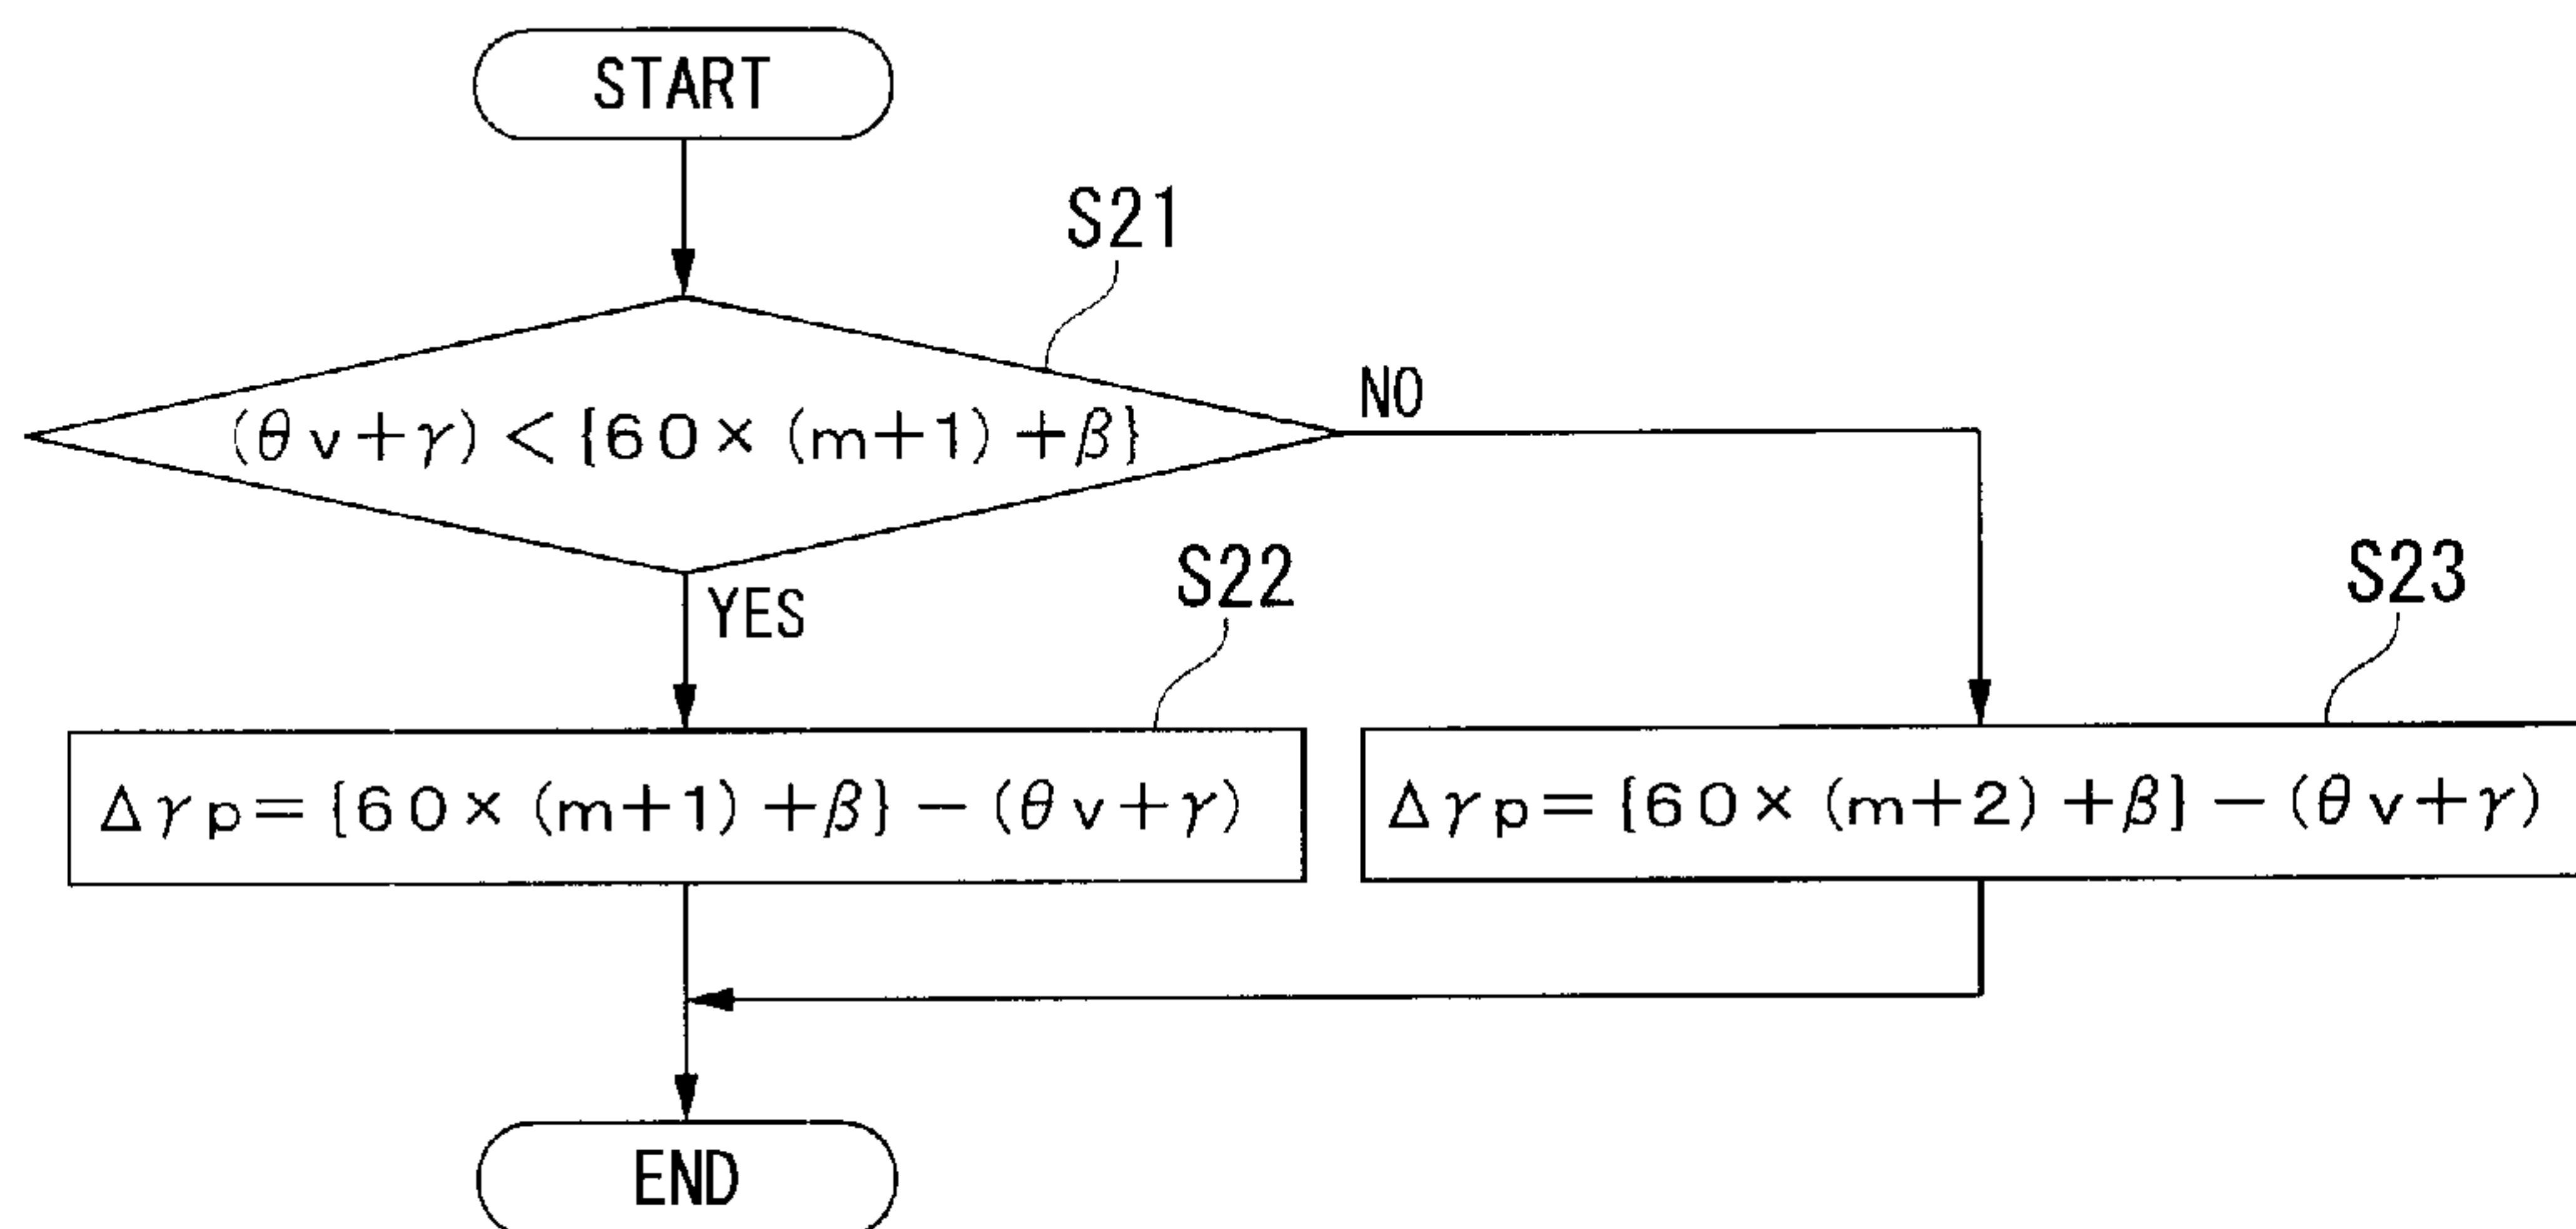 START
S21
(θv+γ)<{60×(m+1)+β}
NO
YES
S22
S23
Δγp={60×(m+1)+β}−(θv+γ)
Δγp={60×(m+2)+β}−(θv+γ)
END